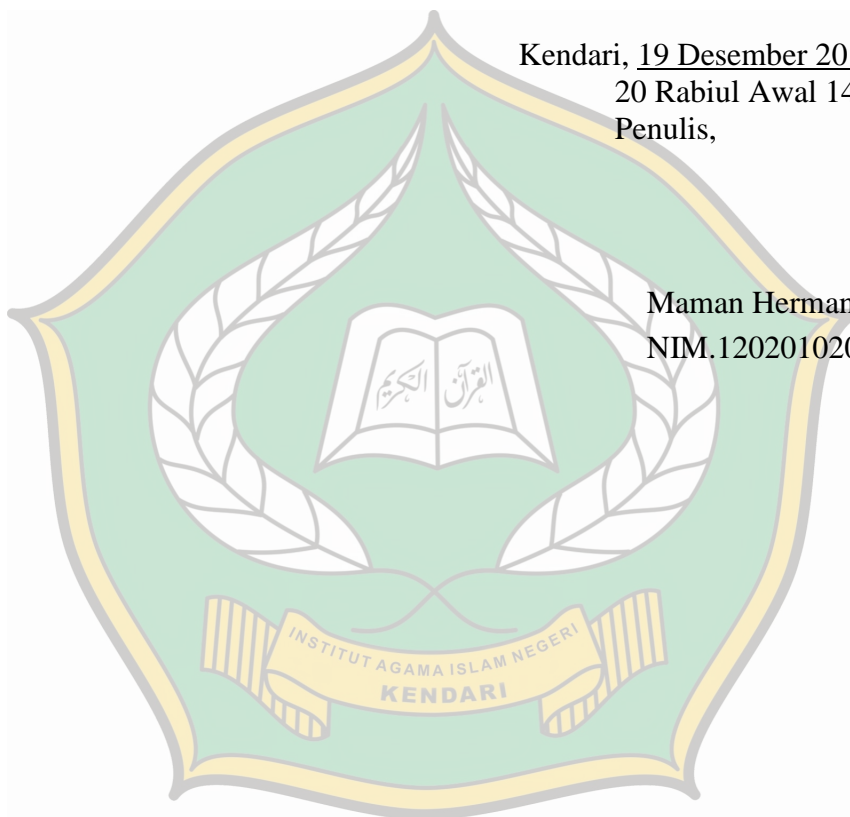 Kendari, 19 Desember 20
20 Rabiul Awal 14
Penulis,
Maman Herman
NIM.120201020
القرآن الكريم
INSTITUT AGAMA ISLAM NEGERI
KENDARI